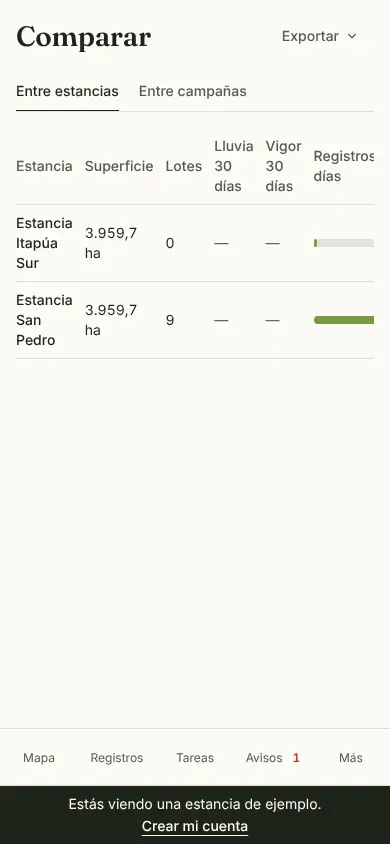 Comparar
Exportar
Entre estancias Entre campañas
Estancia Superficie Lotes Lluvia 30 días Vigor 30 días Registros días
Estancia Itapúa Sur 3.959,7 ha 0 — —
Estancia San Pedro 3.959,7 ha 9 — —
Mapa Registros Tareas Avisos 1 Más
Estás viendo una estancia de ejemplo.
Crear mi cuenta